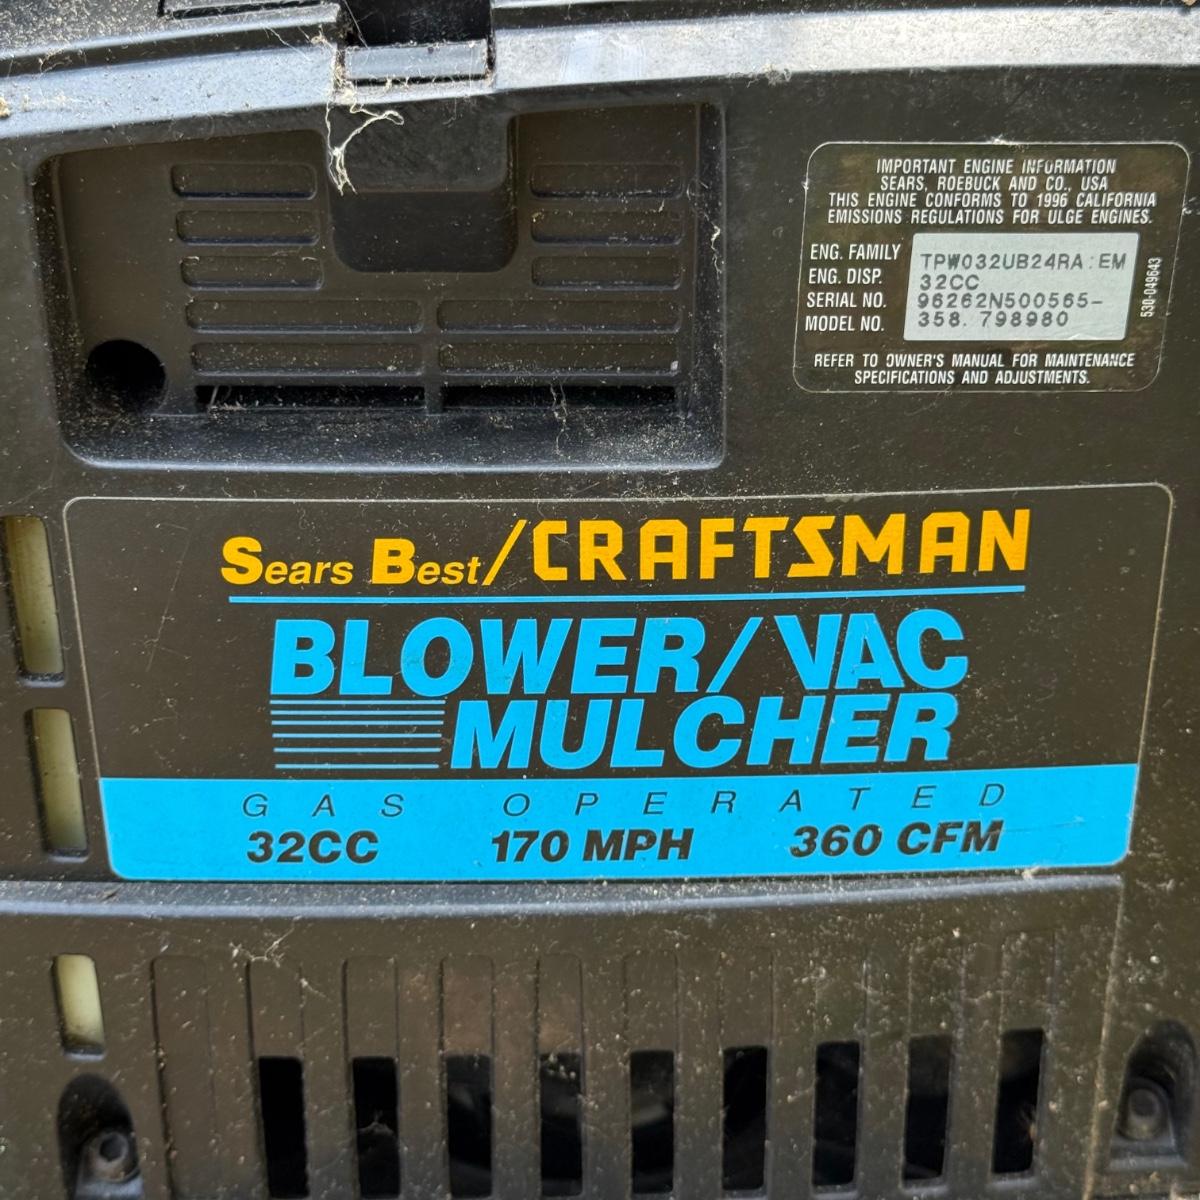 IMPORTANT ENGINE INFORMATION
SEARS, ROEBUCK AND CO., USA
THIS ENGINE CONFORMS TO 1996 CALIFORNIA
EMISSIONS REGULATIONS FOR ULGE ENGINES.
ENG. FAMILY TPW032UB24RA:EM
ENG. DISP. 32CC
SERIAL NO. 96262N500565-
MODEL NO. 358. 798980
530-049643
REFER TO OWNER'S MANUAL FOR MAINTENANCE
SPECIFICATIONS AND ADJUSTMENTS.
Sears Best/CRAFTSMAN
BLOWER/VAC
MULCHER
GAS OPERATED
32CC 170 MPH 360 CFM